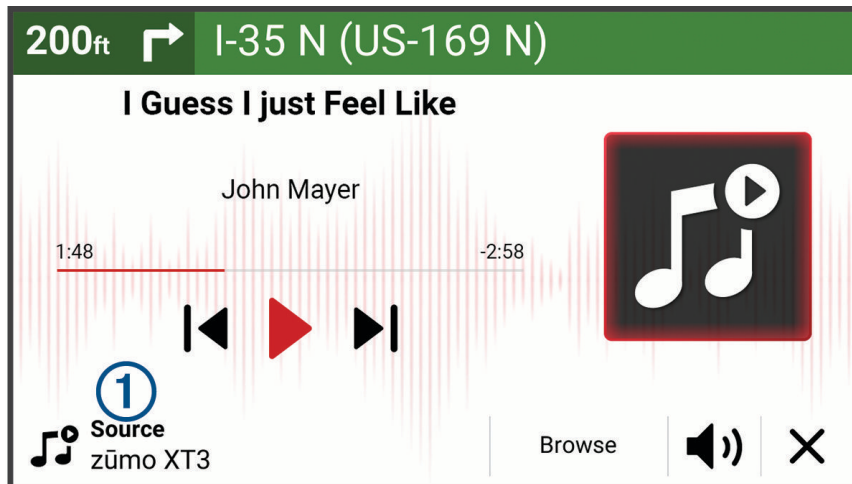 200ft I-35 N (US-169 N)
I Guess I just Feel Like
John Mayer
1:48 -2:58
1
Source
zūmo XT3
Browse